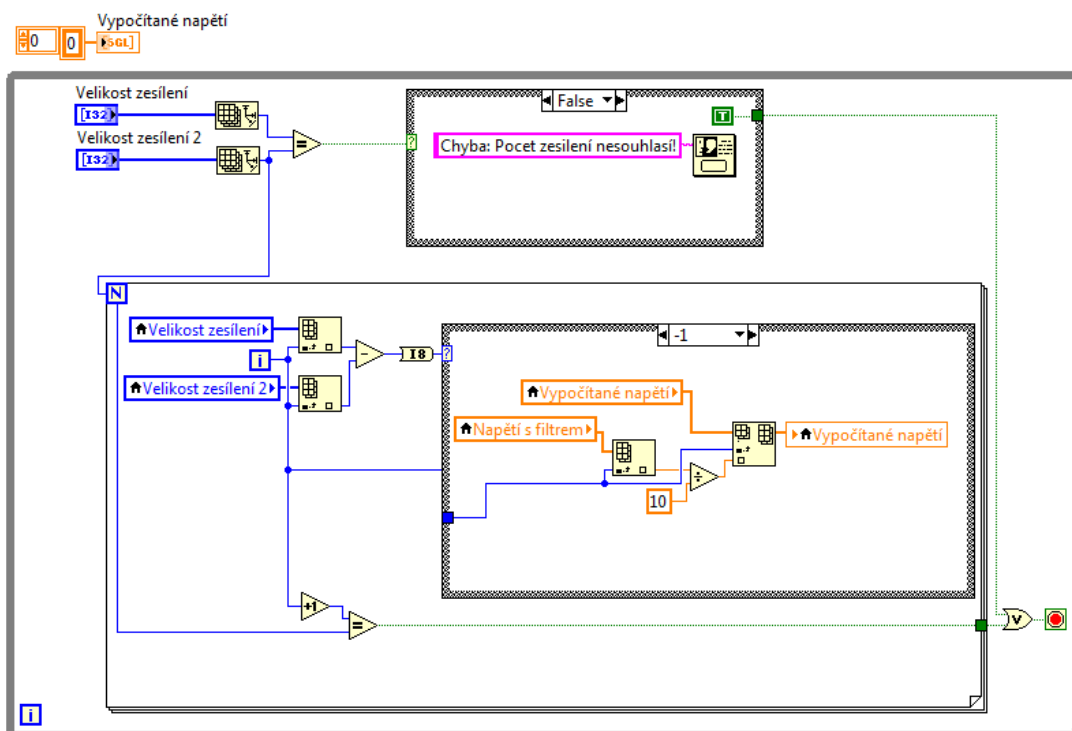 Vypočítané napětí
0
0
SGL]
Velikost zesílení
[I32]
Velikost zesílení 2
[I32]
=
False
?
T
Chyba: Pocet zesilení nesouhlasí!
N
Velikost zesílení
i
-
I8
?
-1
Velikost zesílení 2
Vypočítané napětí
Napětí s filtrem
Vypočítané napětí
÷
10
+1
=
V
i